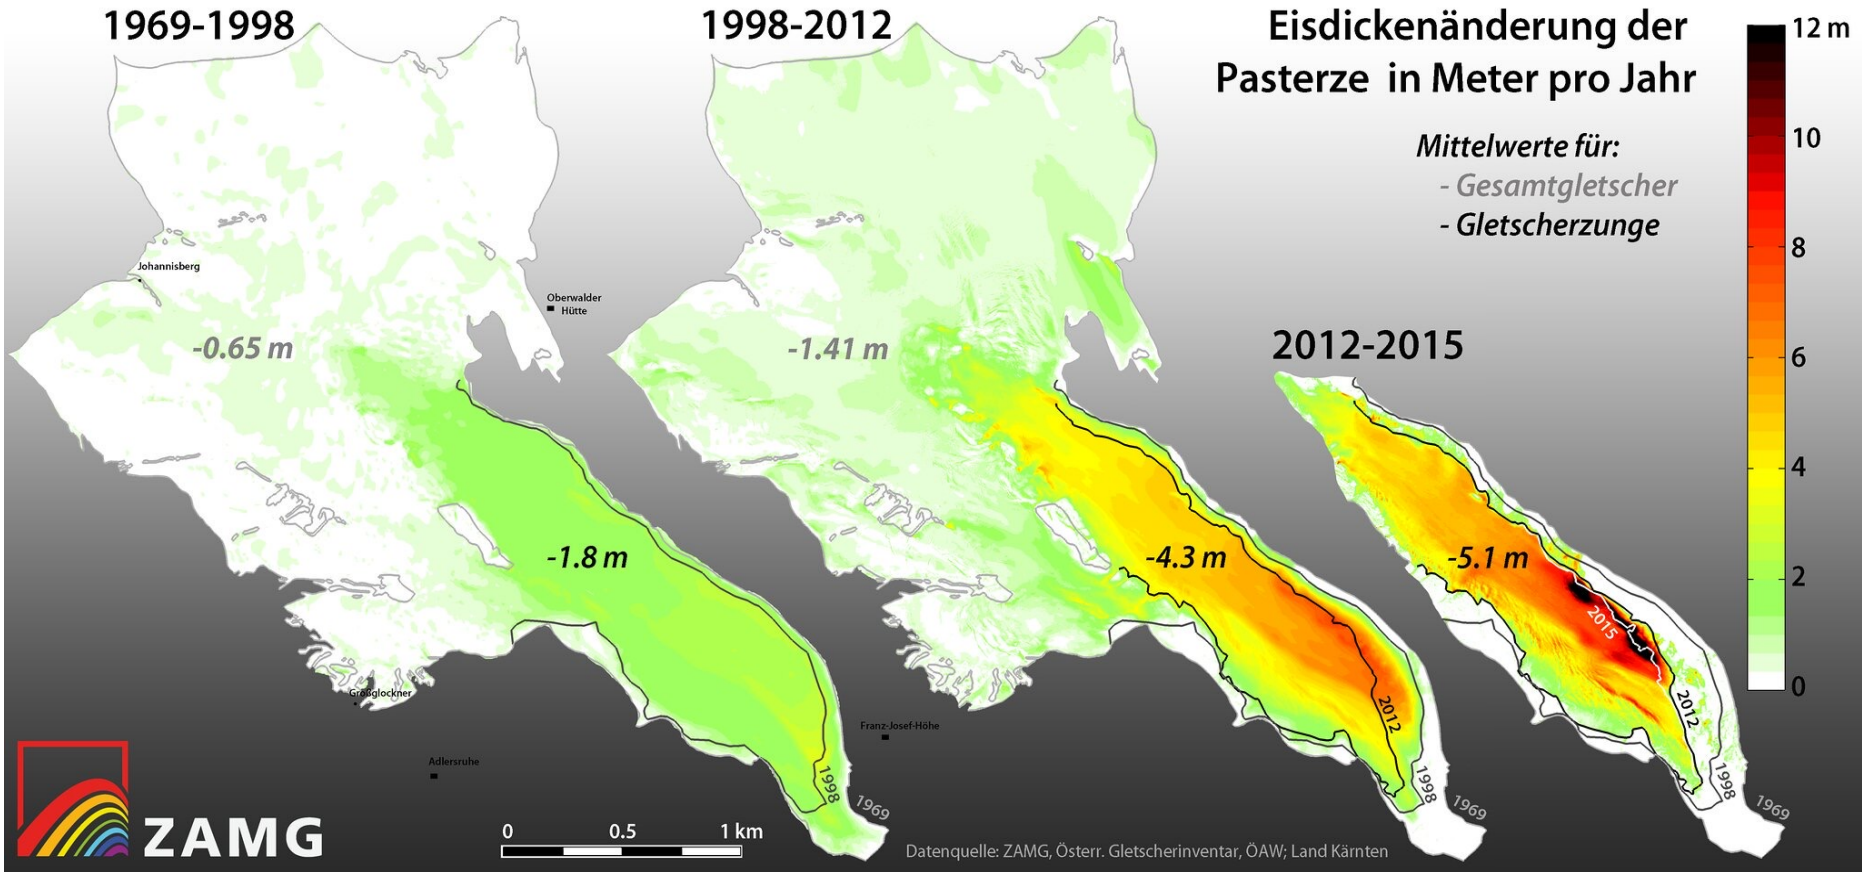 1969-1998
1998-2012
Eisdickenänderung der
Pasterze in Meter pro Jahr
Mittelwerte für:
- Gesamtgletscher
- Gletscherzunge
12 m
10
8
6
4
2
0
Johannisberg
Oberwalder
Hütte
-0.65 m
-1.41 m
2012-2015
-1.8 m
-4.3 m
-5.1 m
2015
Großglockner
2012
2012
Franz-Josef-Höhe
Adlersruhe
1998
1969
1998
1969
1998
1969
ZAMG
0 0.5 1 km
Datenquelle: ZAMG, Österr. Gletscherinventar, ÖAW; Land Kärnten